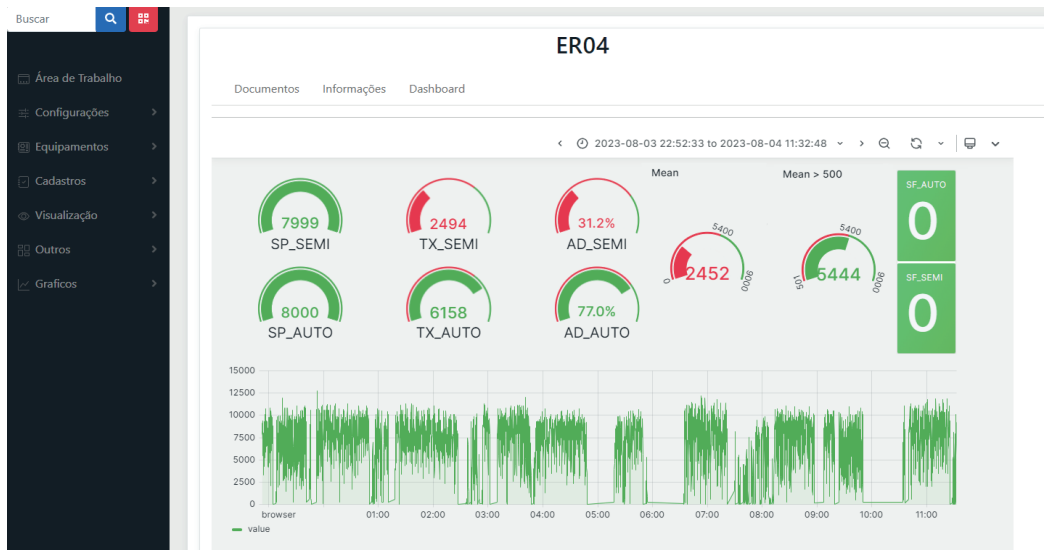 Buscar
ER04
Área de Trabalho
Configurações
Equipamentos
Cadastros
Visualização
Outros
Graficos
Documentos Informações Dashboard
2023-08-03 22:52:33 to 2023-08-04 11:32:48
7999
SP_SEMI
2494
TX_SEMI
31.2%
AD_SEMI
8000
SP_AUTO
6158
TX_AUTO
77.0%
AD_AUTO
Mean
0
5400
9000
2452
Mean > 500
501
5400
9000
5444
SF_AUTO
0
SF_SEMI
0
15000
12500
10000
7500
5000
2500
0
browser 01:00 02:00 03:00 04:00 05:00 06:00 07:00 08:00 09:00 10:00 11:00
value